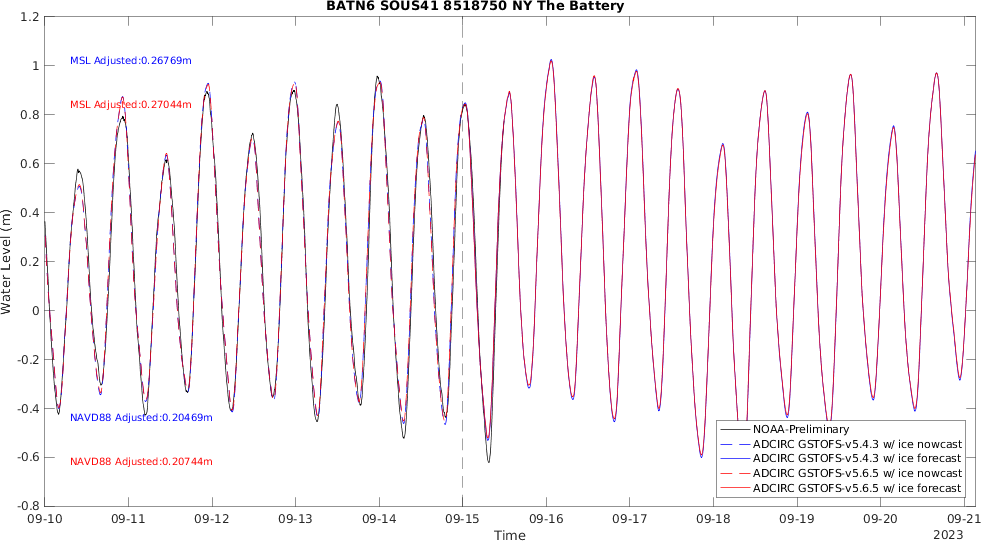 BATN6 SOUS41 8518750 NY The Battery
1.2
1
0.8
0.6
0.4
0.2
0
-0.2
-0.4
-0.6
-0.8
Water Level (m)
MSL Adjusted:0.26769m
MSL Adjusted:0.27044m
NAVD88 Adjusted:0.20469m
NAVD88 Adjusted:0.20744m
NOAA-Preliminary
ADCIRC GSTOFS-v5.4.3 w/ ice nowcast
ADCIRC GSTOFS-v5.4.3 w/ ice forecast
ADCIRC GSTOFS-v5.6.5 w/ ice nowcast
ADCIRC GSTOFS-v5.6.5 w/ ice forecast
09-10 09-11 09-12 09-13 09-14 09-15 09-16 09-17 09-18 09-19 09-20 09-21
Time
2023